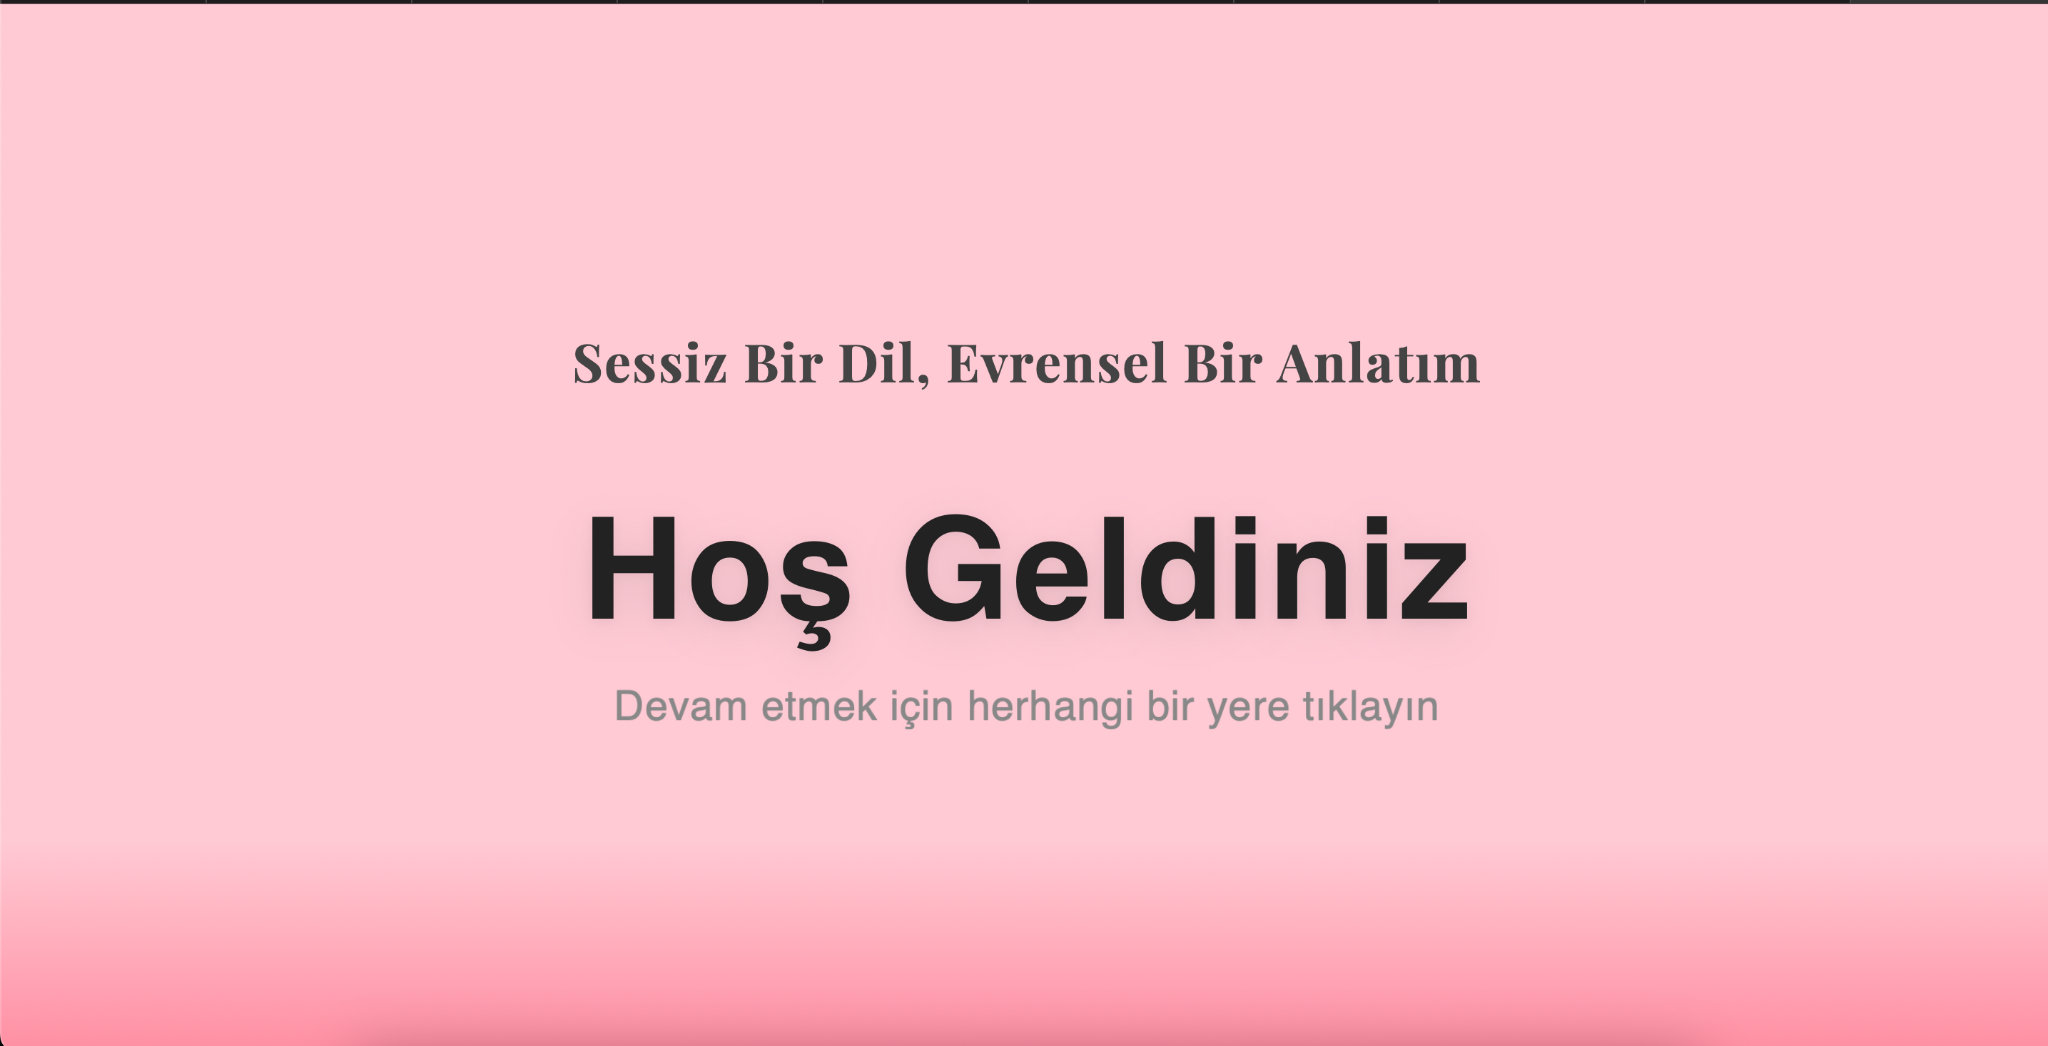 Sessiz Bir Dil, Evrensel Bir Anlatım
Hoş Geldiniz
Devam etmek için herhangi bir yere tıklayın